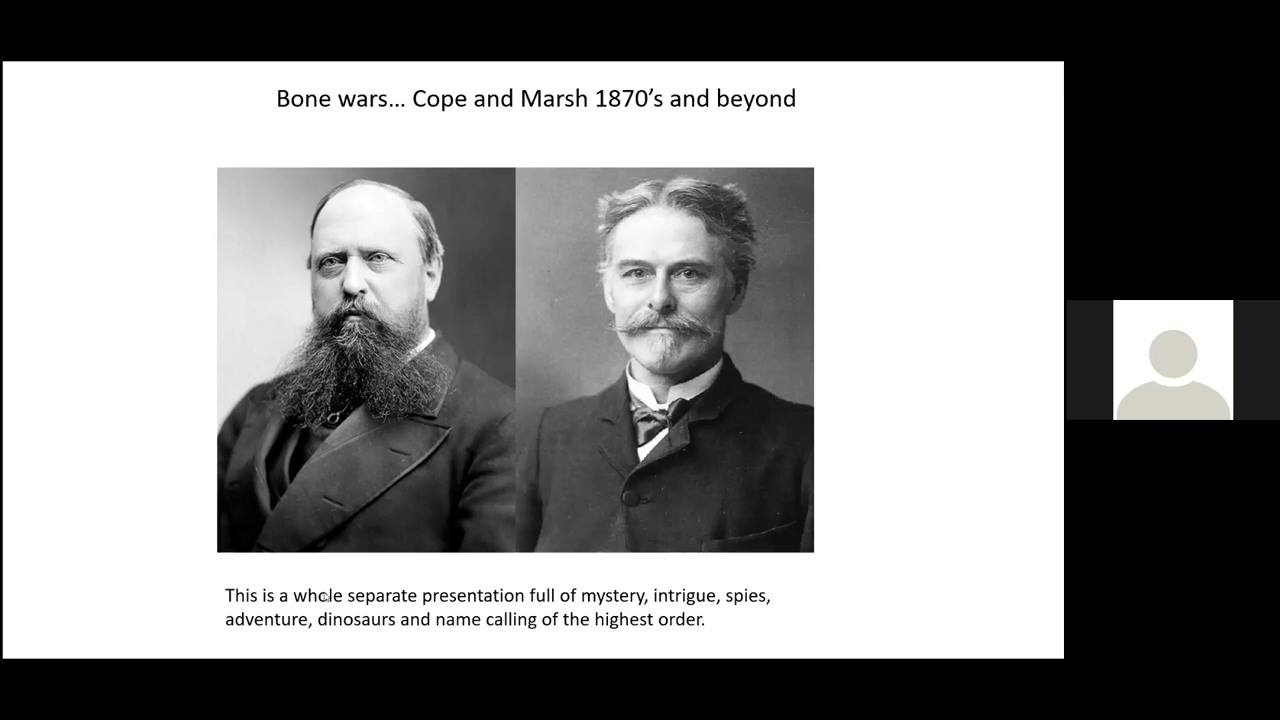 Bone wars... Cope and Marsh 1870’s and beyond
This is a whole separate presentation full of mystery, intrigue, spies,
adventure, dinosaurs and name calling of the highest order.